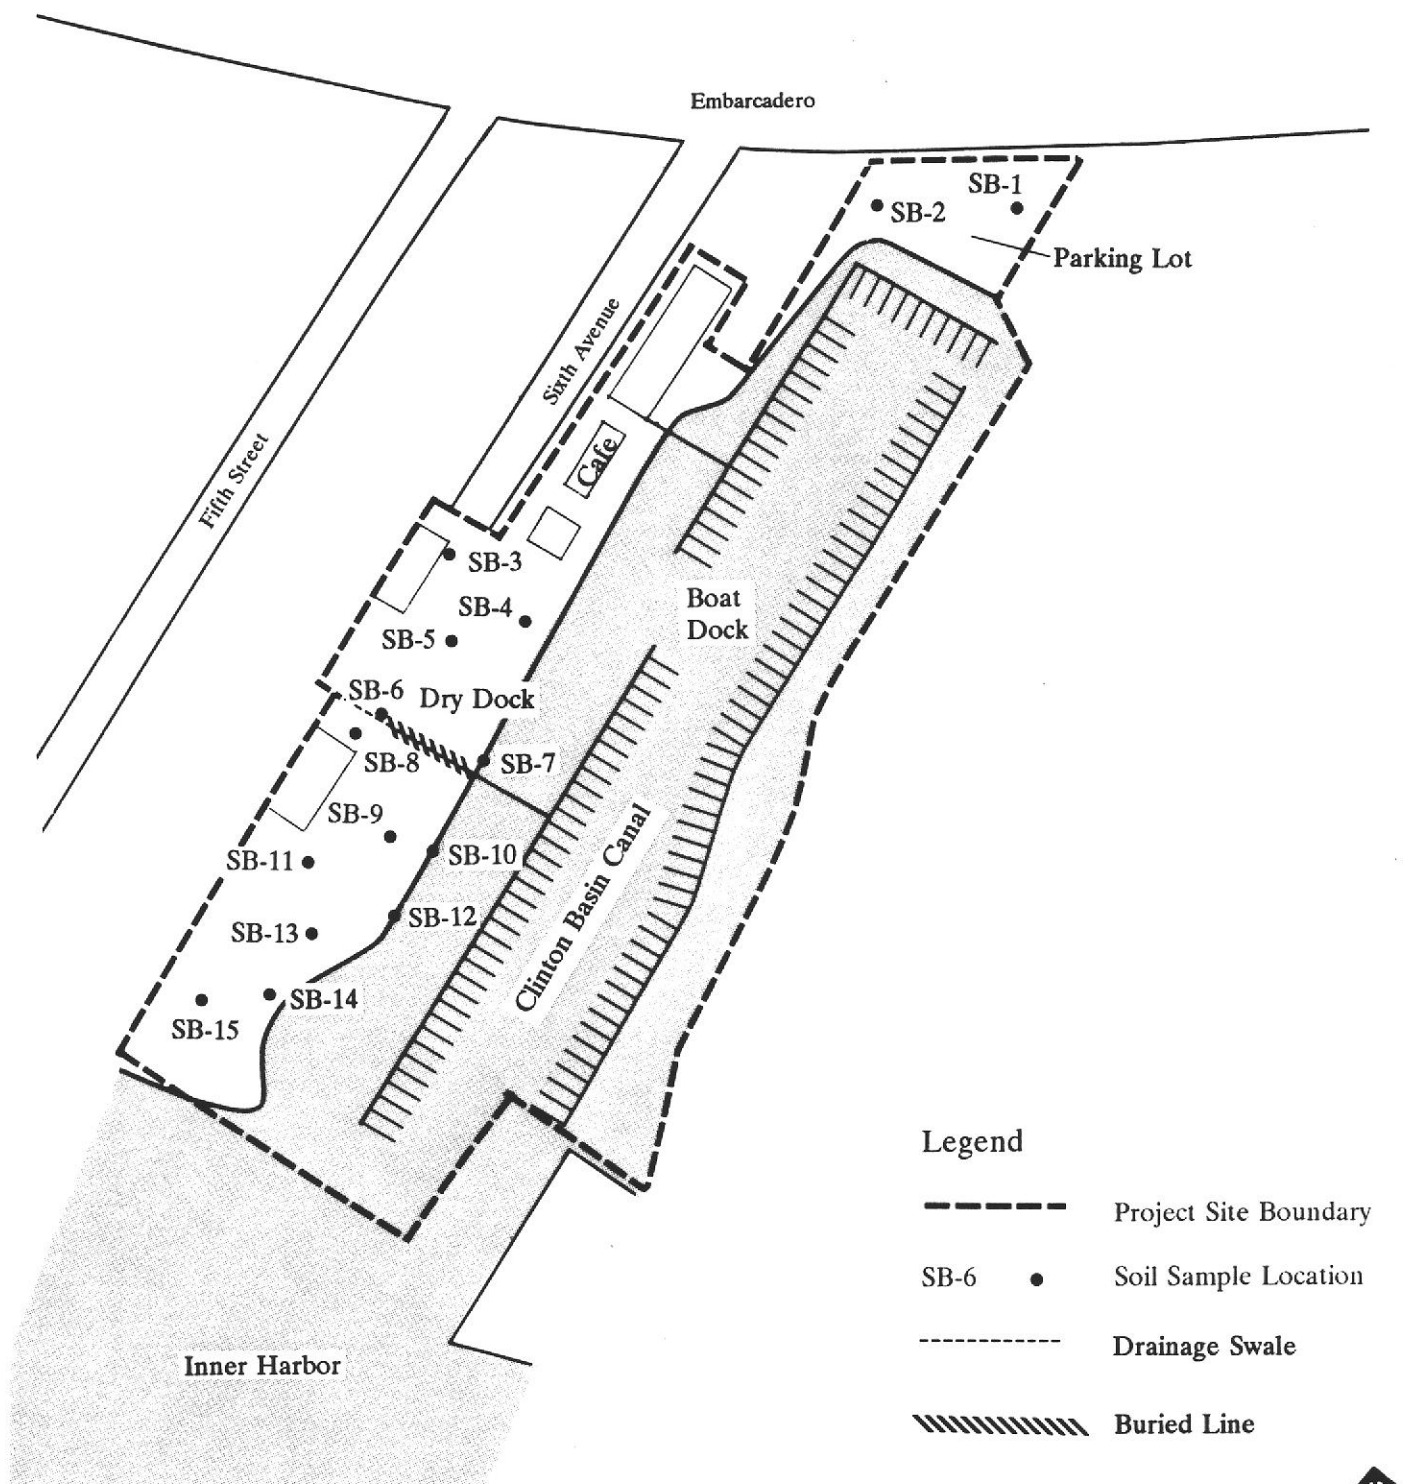 Embarcadero
SB-1
SB-2
Parking Lot
Sixth Avenue
Cafe
Fifth Street
SB-3
SB-4
SB-5
Boat
Dock
SB-6
Dry Dock
SB-8
SB-7
SB-9
SB-10
SB-11
Clinton Basin Canal
SB-12
SB-13
SB-14
SB-15
Inner Harbor
Legend
Project Site Boundary
SB-6 Soil Sample Location
Drainage Swale
Buried Line